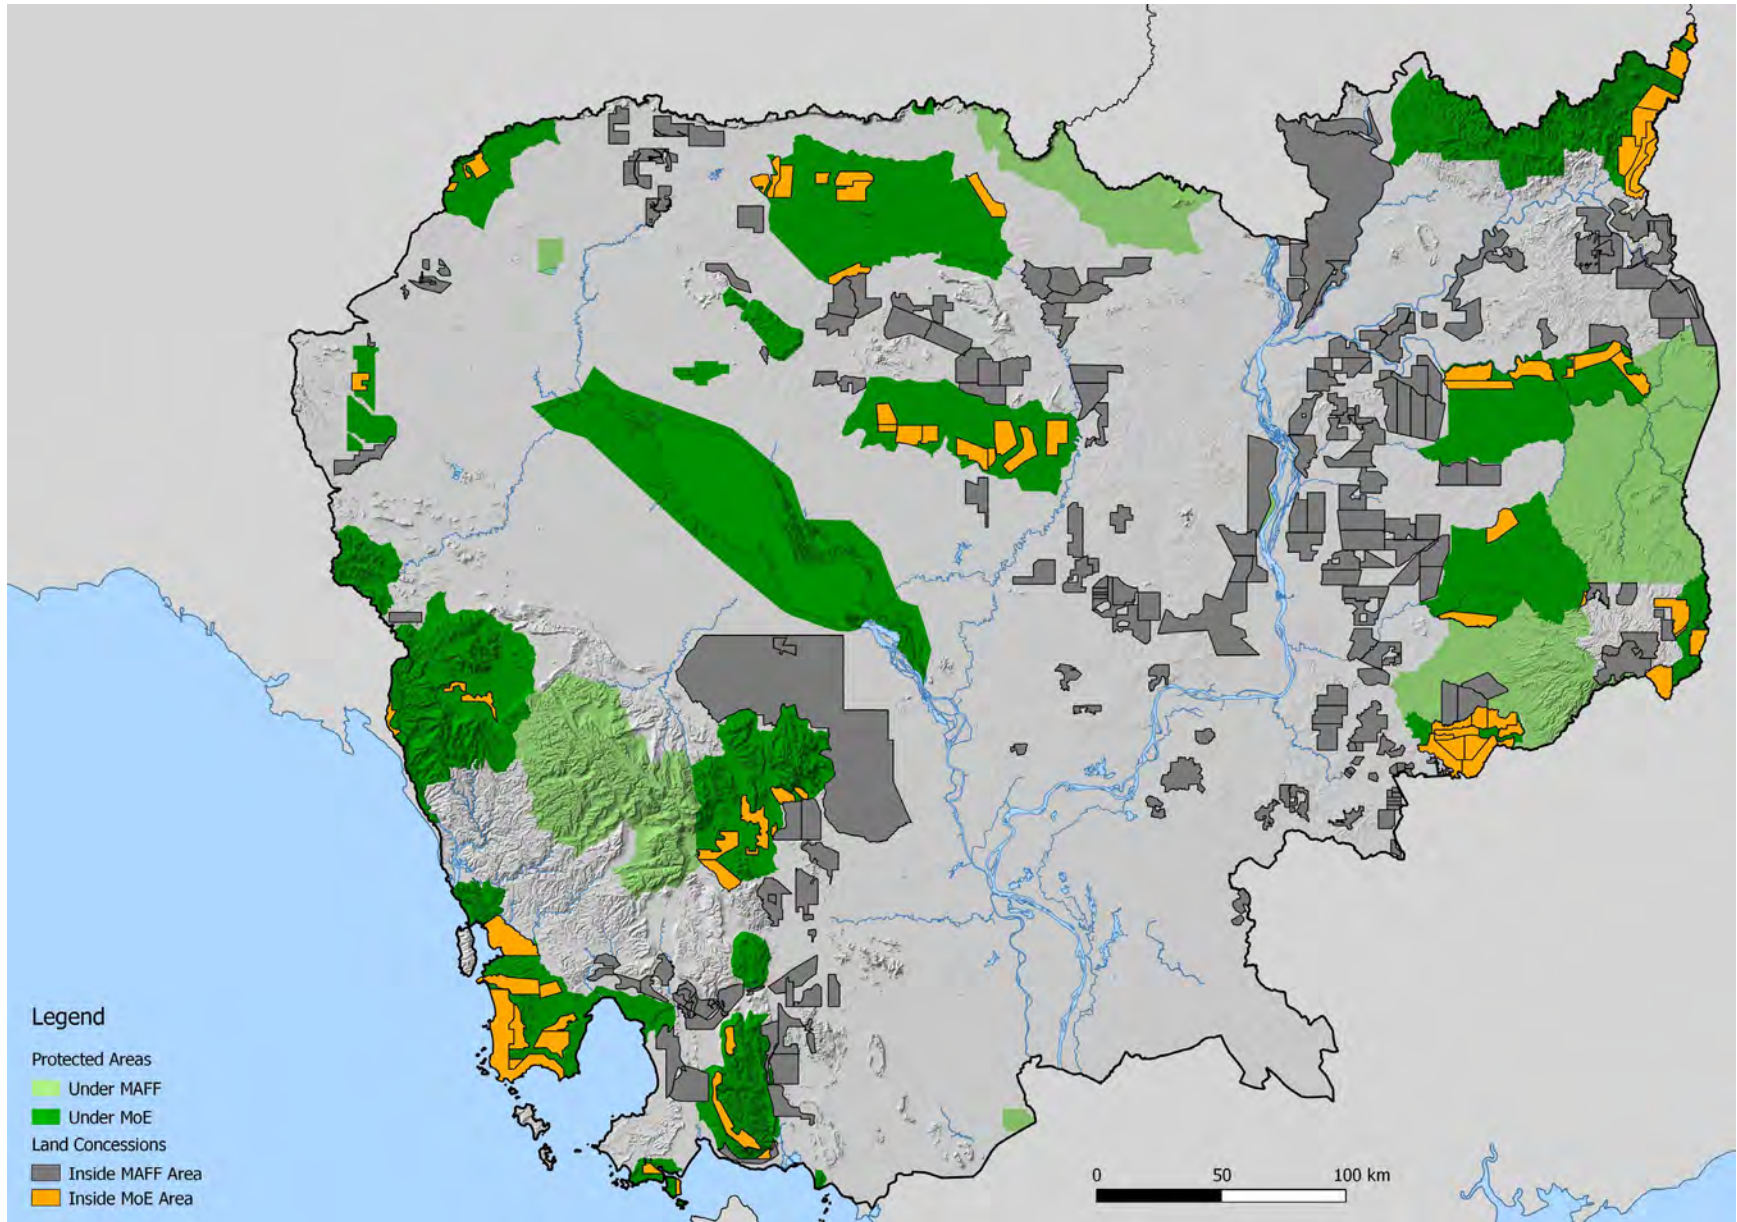 Legend
Protected Areas
Under MAFF
Under MoE
Land Concessions
Inside MAFF Area
Inside MoE Area
0 50 100 km